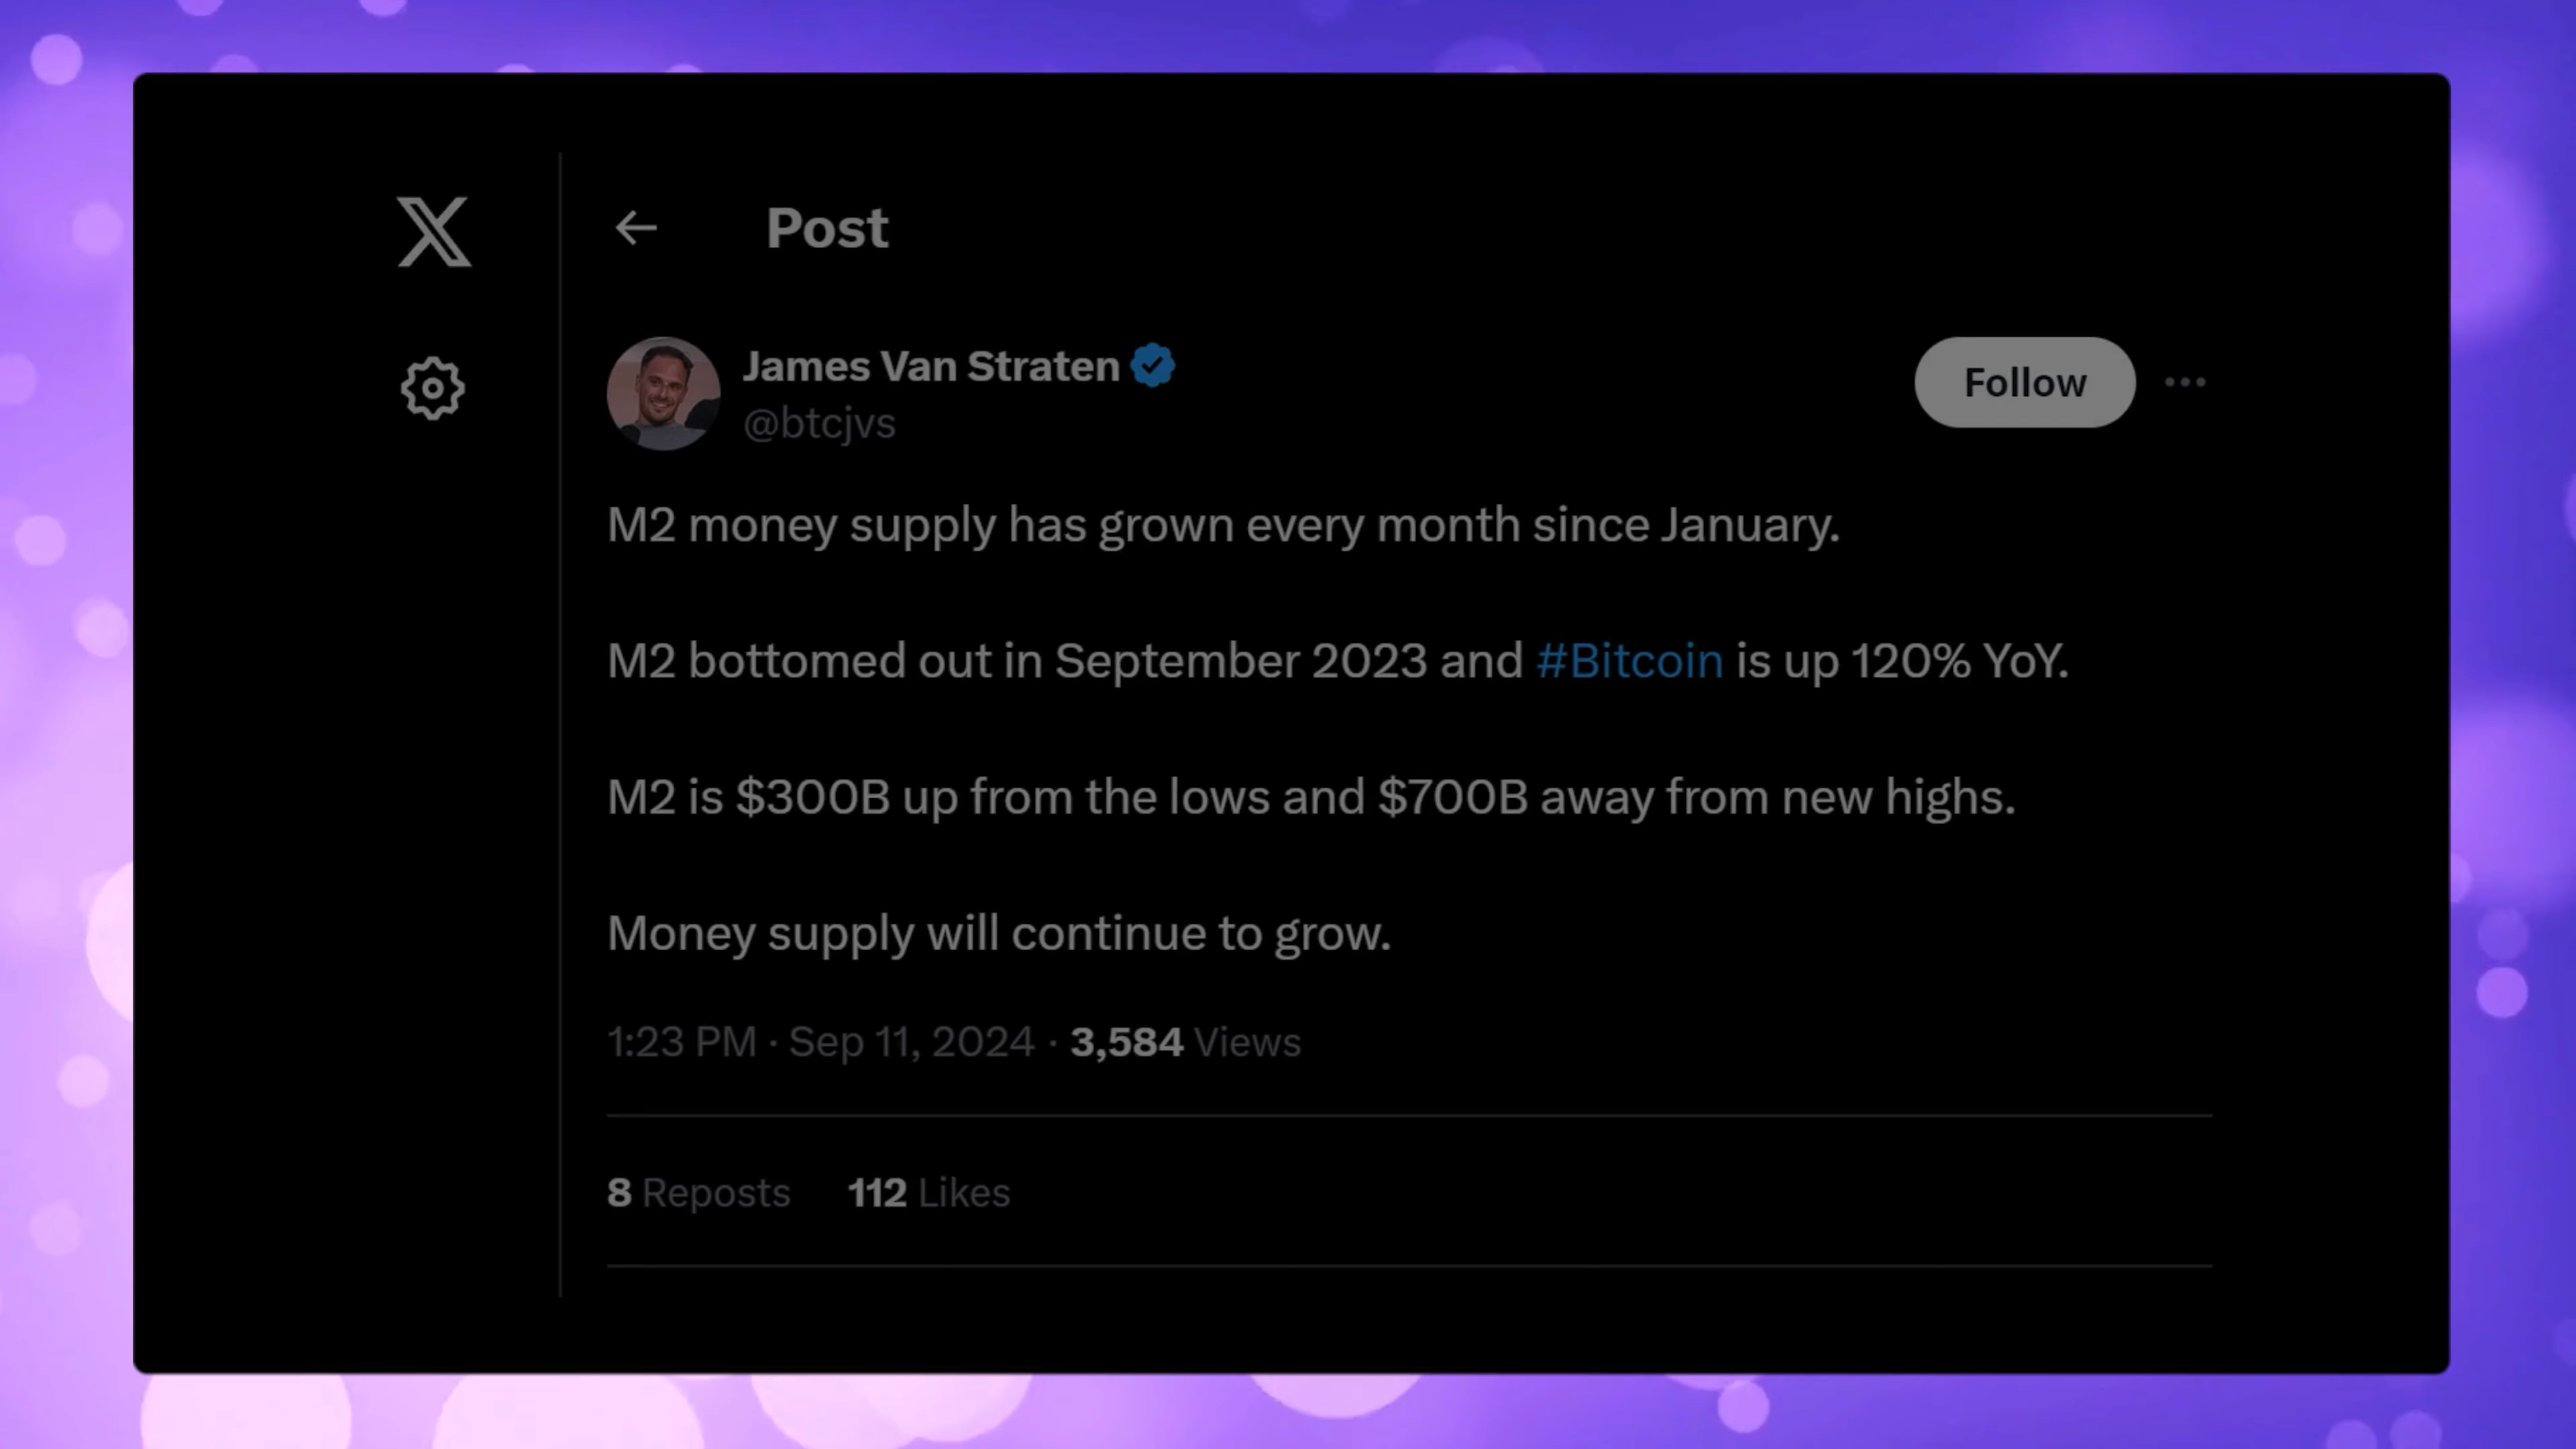 Post
James Van Straten
@btcjvs
Follow
M2 money supply has grown every month since January.
M2 bottomed out in September 2023 and #Bitcoin is up 120% YoY.
M2 is $300B up from the lows and $700B away from new highs.
Money supply will continue to grow.
1:23 PM · Sep 11, 2024 · 3,584 Views
8 Reposts 112 Likes